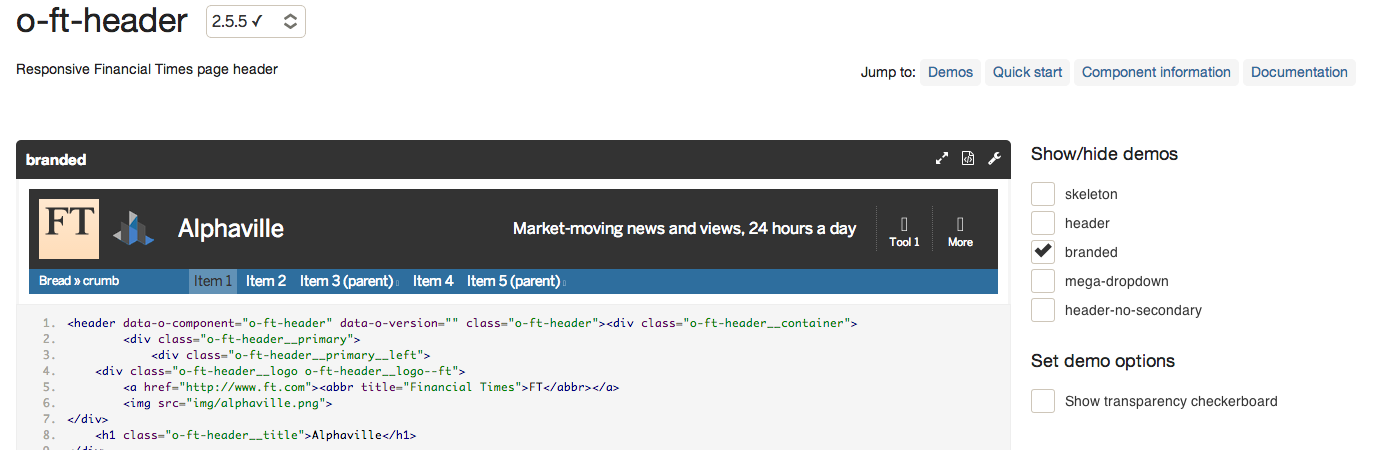 o-ft-header 2.5.5 ✓
Responsive Financial Times page header
Jump to: Demos Quick start Component information Documentation
branded
FT Alphaville Market-moving news and views, 24 hours a day Tool 1 More
Bread » crumb Item 1 Item 2 Item 3 (parent) Item 4 Item 5 (parent)
1. <header data-o-component="o-ft-header" data-o-version="" class="o-ft-header"><div class="o-ft-header__container">
2. <div class="o-ft-header__primary">
3. <div class="o-ft-header__primary__left">
4. <div class="o-ft-header__logo o-ft-header__logo--ft">
5. <a href="http://www.ft.com"><abbr title="Financial Times">FT</abbr></a>
6. <img src="img/alphaville.png">
7. </div>
8. <h1 class="o-ft-header__title">Alphaville</h1>
Show/hide demos
skeleton
header
branded
mega-dropdown
header-no-secondary
Set demo options
Show transparency checkerboard